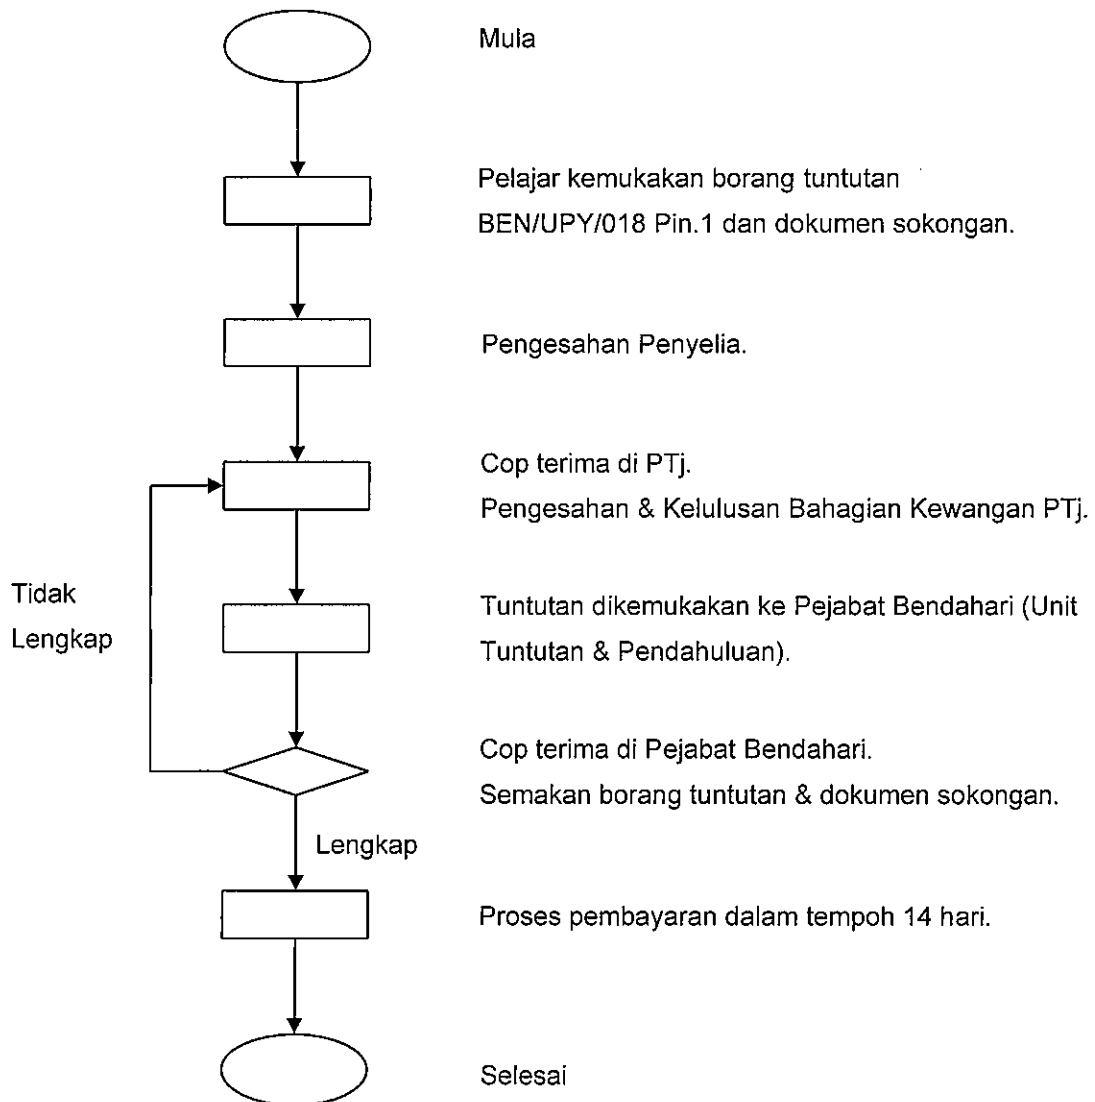 Mula
Pelajar kemukakan borang tuntutan
BEN/UPY/018 Pin.1 dan dokumen sokongan.
Pengesahan Penyelia.
Cop terima di PTj.
Pengesahan & Kelulusan Bahagian Kewangan PTj.
Tidak
Lengkap
Tuntutan dikemukakan ke Pejabat Bendahari (Unit
Tuntutan & Pendahuluan).
Cop terima di Pejabat Bendahari.
Semakan borang tuntutan & dokumen sokongan.
Lengkap
Proses pembayaran dalam tempoh 14 hari.
Selesai